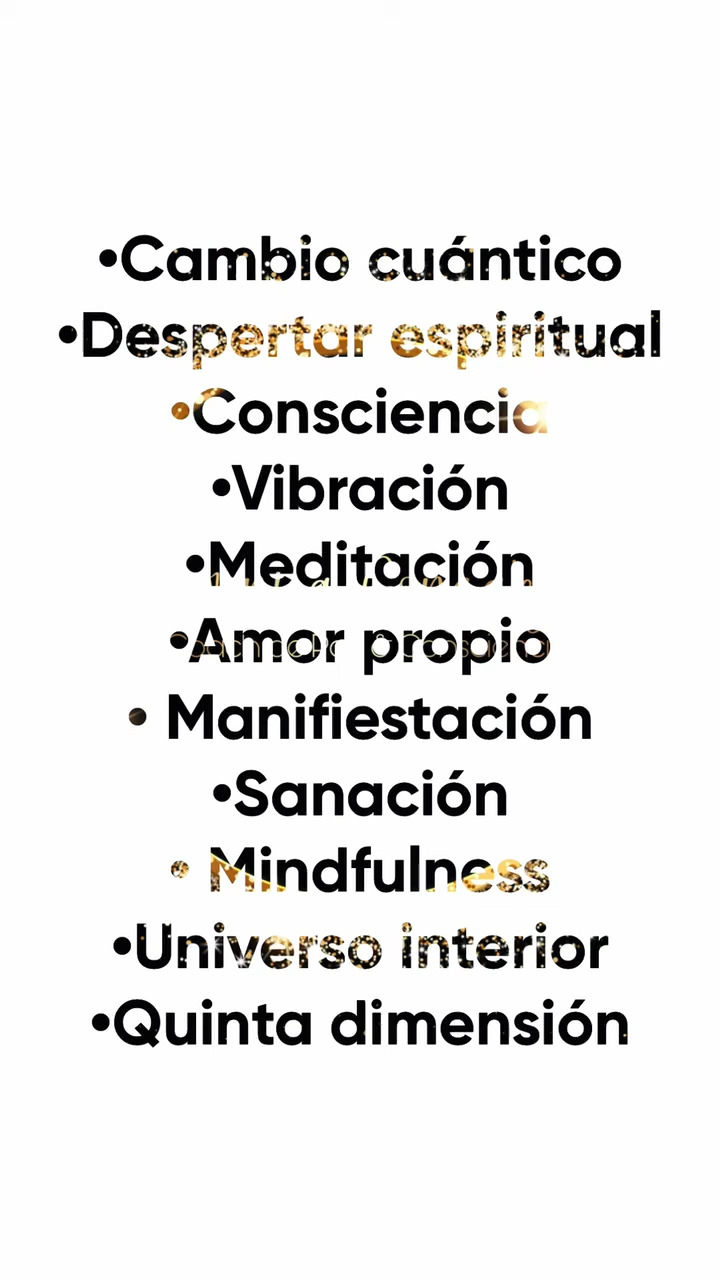 •Cambio cuántico
•Despertar espiritual
•Consciencia
•Vibración
•Meditación
•Amor propio
• Manifiestación
•Sanación
• Mindfulness
•Universo interior
•Quinta dimensión